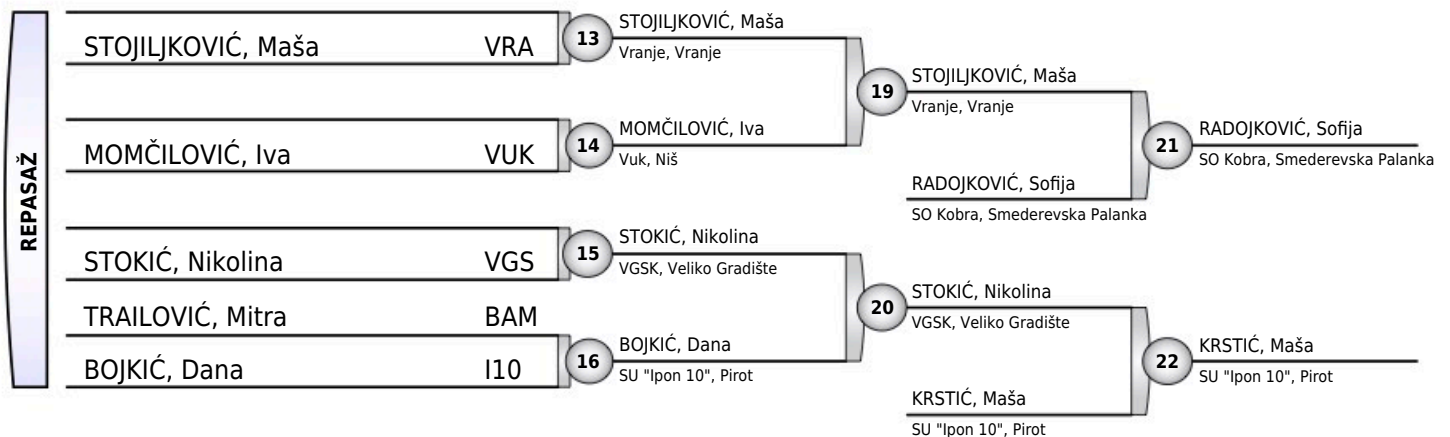 REPASAŽ
STOJILJKOVIĆ, Maša VRA
MOMČILOVIĆ, Iva VUK
STOKIĆ, Nikolina VGS
TRAILOVIĆ, Mitra BAM
BOJKIĆ, Dana I10
13
STOJILJKOVIĆ, Maša
Vranje, Vranje
14
MOMČILOVIĆ, Iva
Vuk, Niš
15
STOKIĆ, Nikolina
VGSK, Veliko Gradište
16
BOJKIĆ, Dana
SU "Ipon 10", Pirot
19
STOJILJKOVIĆ, Maša
Vranje, Vranje
RADOJKOVIĆ, Sofija
SO Kobra, Smederevska Palanka
20
STOKIĆ, Nikolina
VGSK, Veliko Gradište
KRSTIĆ, Maša
SU "Ipon 10", Pirot
21
RADOJKOVIĆ, Sofija
SO Kobra, Smederevska Palanka
22
KRSTIĆ, Maša
SU "Ipon 10", Pirot